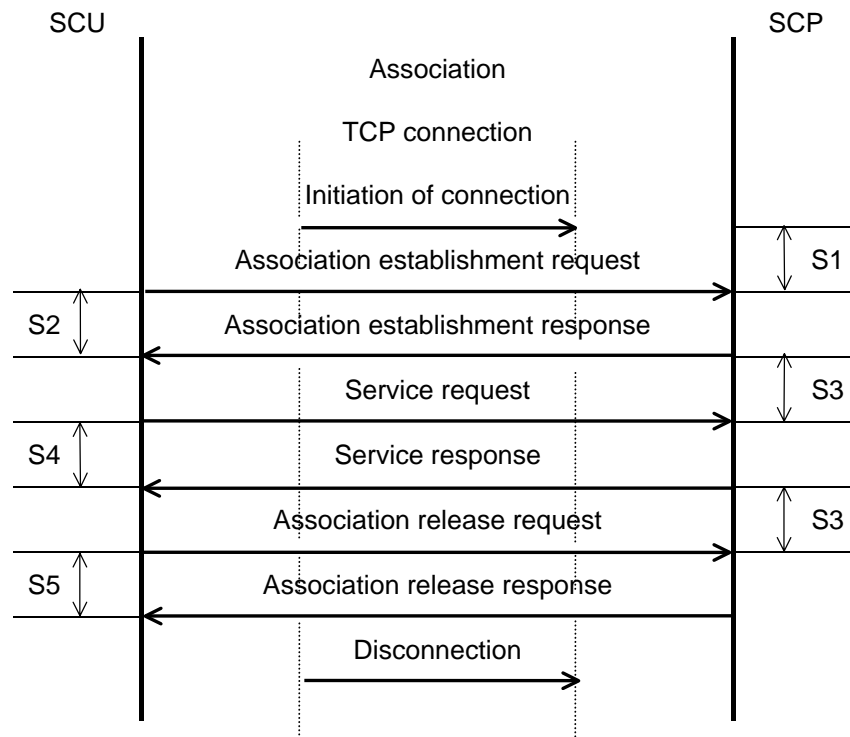 SCU
SCP
Association
TCP connection
Initiation of connection
Association establishment request
S1
S2
Association establishment response
Service request
S3
S4
Service response
Association release request
S3
S5
Association release response
Disconnection